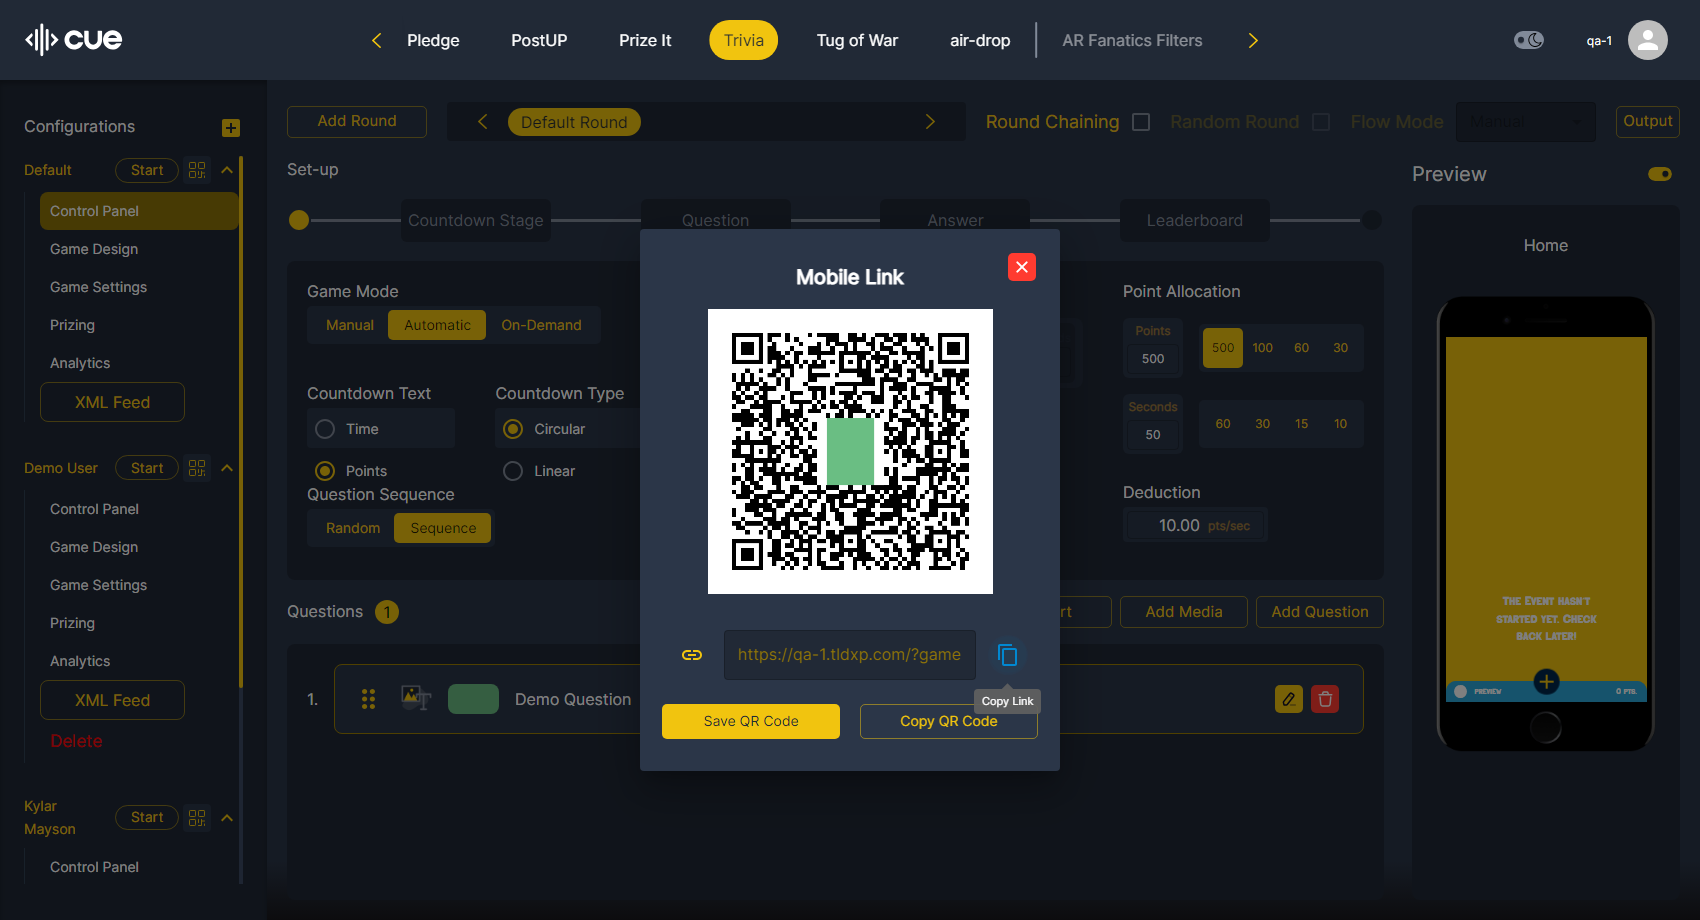 cue
Pledge
PostUP
Prize It
Trivia
Tug of War
air-drop
AR Fanatics Filters
qa-1
Configurations
Default
Start
Control Panel
Game Design
Game Settings
Prizing
Analytics
XML Feed
Demo User
Start
Control Panel
Game Design
Game Settings
Prizing
Analytics
XML Feed
Delete
Kylar
Mayson
Start
Control Panel
Add Round
Default Round
Round Chaining
Random Round
Flow Mode
Manual
Output
Set-up
Countdown Stage
Question
Answer
Leaderboard
Game Mode
Manual
Automatic
On-Demand
Countdown Text
Time
Points
Countdown Type
Circular
Linear
Question Sequence
Random
Sequence
Point Allocation
Points
500
500
100
60
30
Seconds
50
60
30
15
10
Deduction
10.00 pts/sec
Questions 1
rt
Add Media
Add Question
1.
Demo Question
Mobile Link
https://qa-1.tldxp.com/?game
Copy Link
Save QR Code
Copy QR Code
Preview
Home
The Event hasn't
started yet. Check
back later!
PREVIEW
0 PTS.